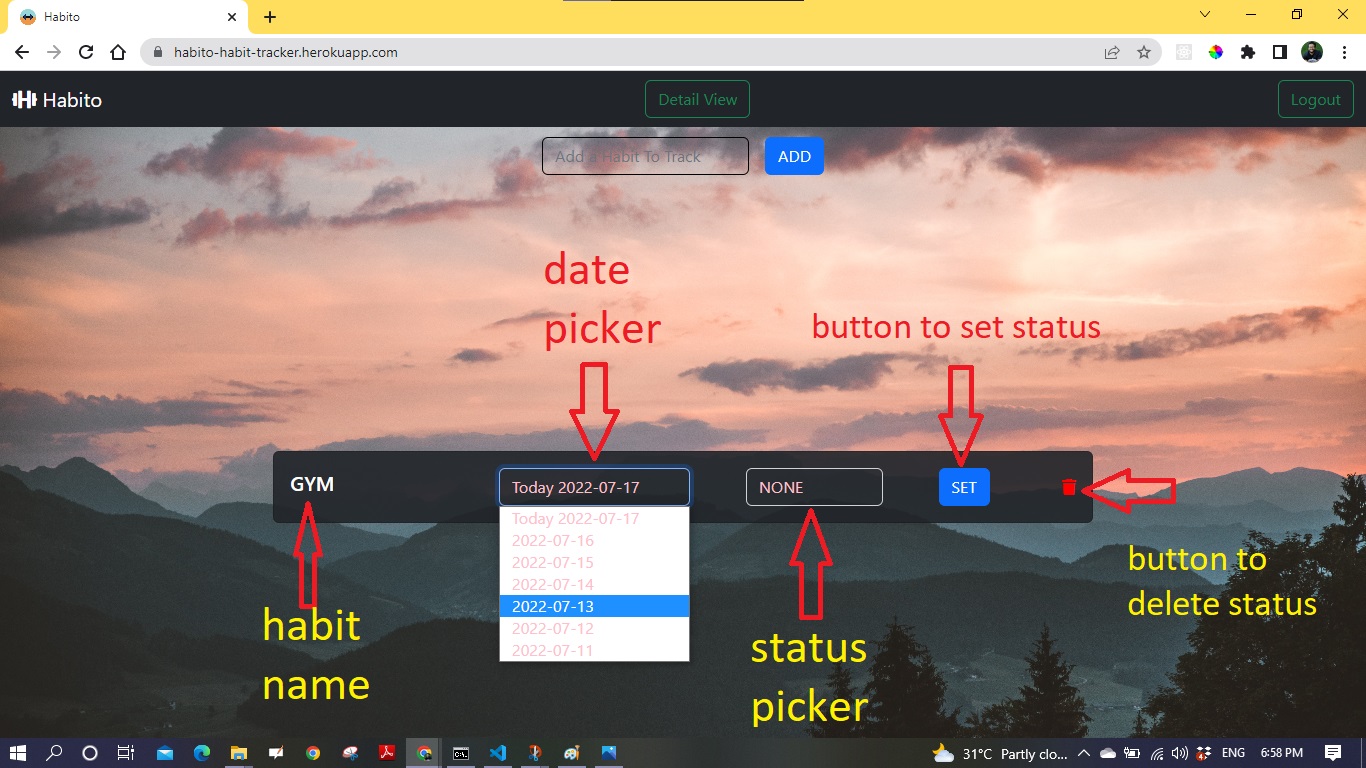 Habito
habito-habit-tracker.herokuapp.com
Habito
Detail View
Logout
Add a Habit To Track
ADD
date
picker
button to set status
GYM
Today 2022-07-17
NONE
SET
Today 2022-07-17
2022-07-16
2022-07-15
2022-07-14
2022-07-13
2022-07-12
2022-07-11
button to
delete status
habit
name
status
picker
31°C Partly clo...
ENG
6:58 PM